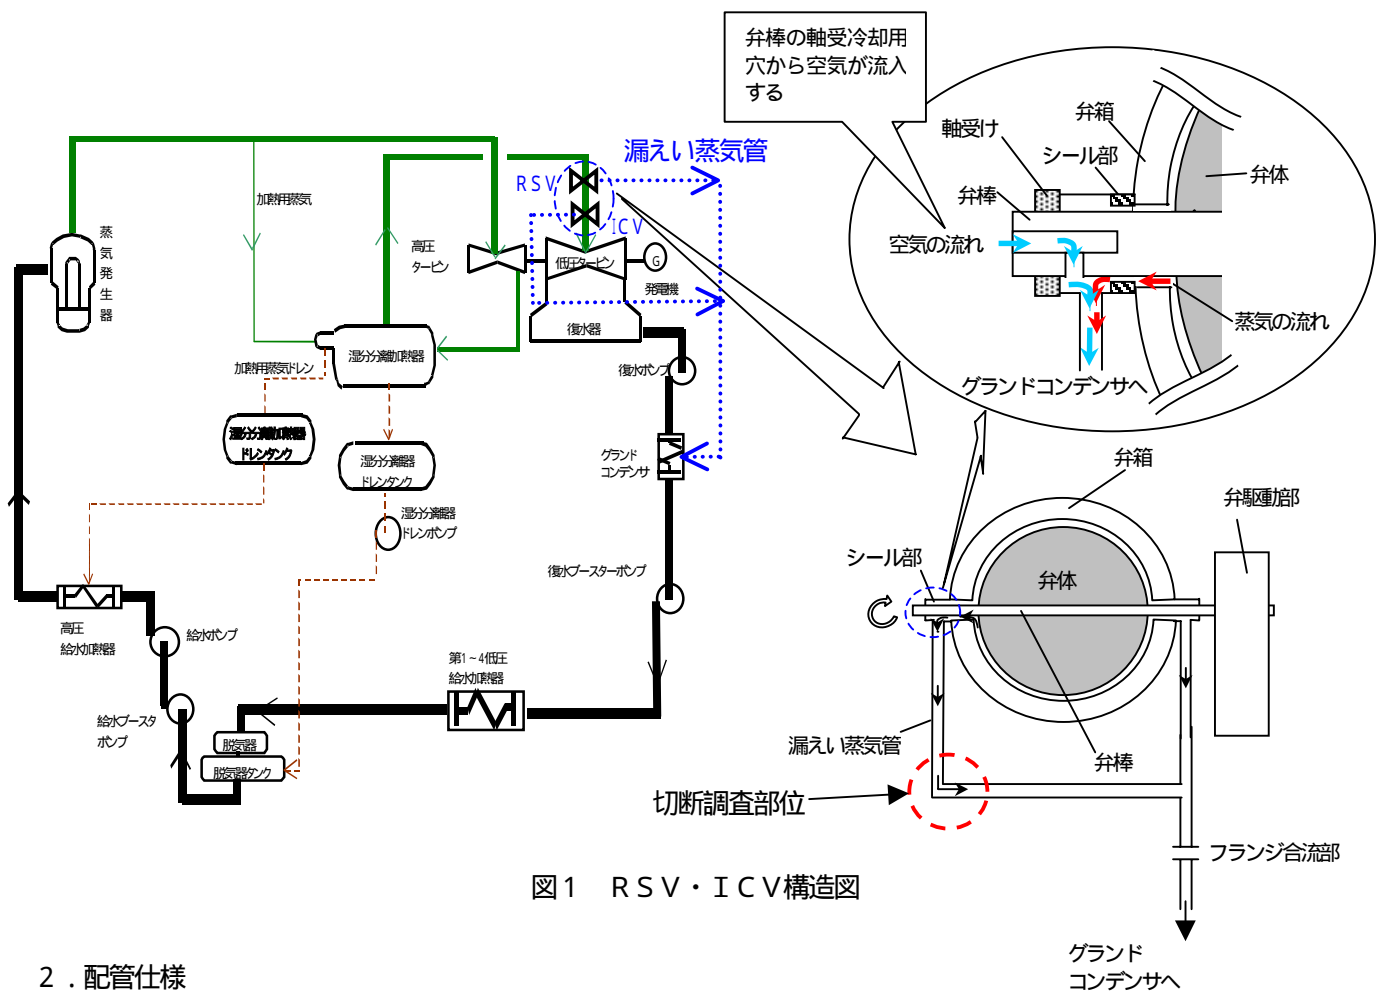 弁棒の軸受冷却用
穴から空気が流入
する
弁箱
軸受け
シール部
弁体
弁棒
空気の流れ
蒸気の流れ
グランドコンデンサへ
漏えい蒸気管
RSV
ICV
加熱用蒸気
蒸
気
発
生
器
高圧
タービン
低圧タービン
G
発電機
復水器
湿分分離加熱器
加熱用蒸気ドレン
復水ポンプ
湿分分離加熱器
ドレンタンク
湿分分離器
ドレンタンク
グランド
コンデンサ
湿分分離器
ドレンポンプ
復水ブースターポンプ
高圧
給水加熱器
給水ポンプ
第1~4低圧
給水加熱器
給水ブースタ
ポンプ
脱気器
脱気器タンク
弁箱
弁駆動部
シール部
弁体
漏えい蒸気管
弁棒
切断調査部位
フランジ合流部
グランド
コンデンサへ
図1 RSV・ICV構造図
2.配管仕様